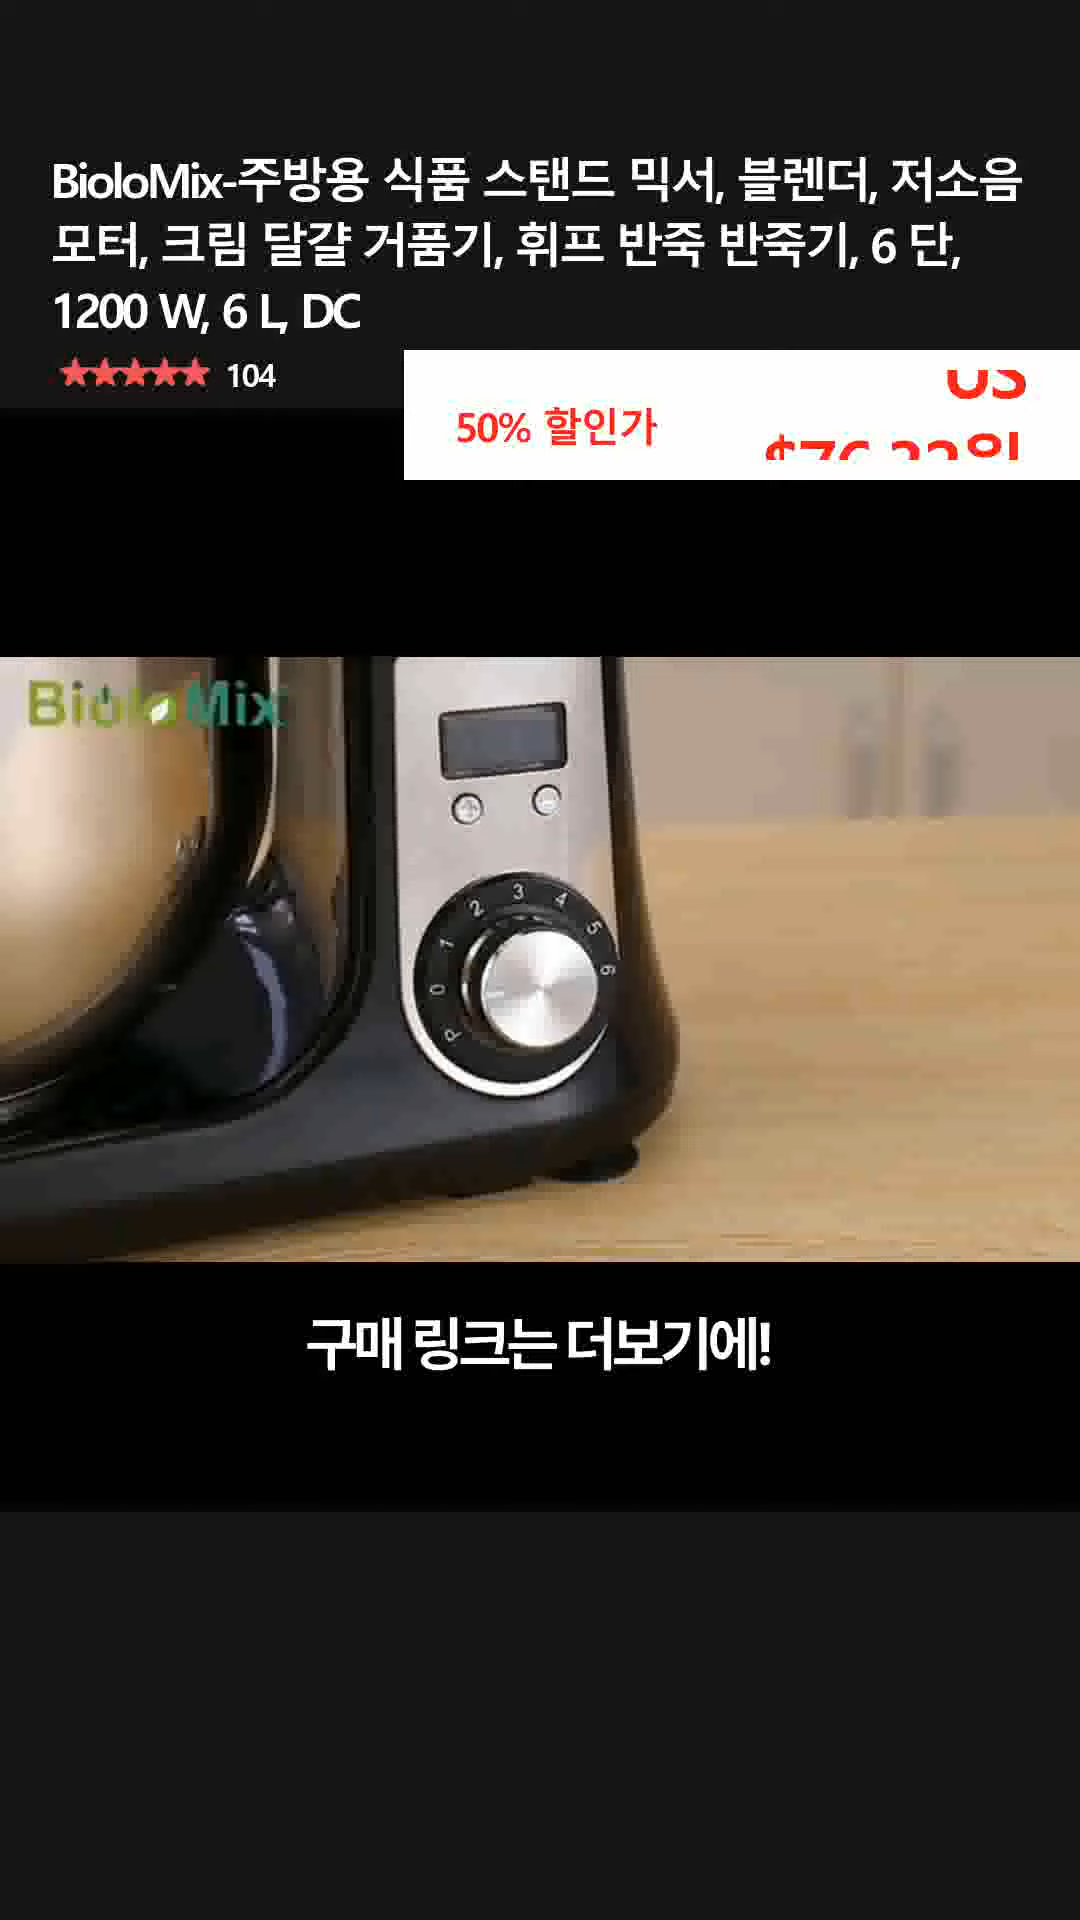 BioloMix-주방용 식품 스탠드 믹서, 블렌더, 저소음
모터, 크림 달걀 거품기, 휘프 반죽 반죽기, 6 단,
1200 W, 6 L, DC
★★★★★ 104
50% 할인가
US
BioloMix
P 0 1 2 3 4 5 6
구매 링크는 더보기에!